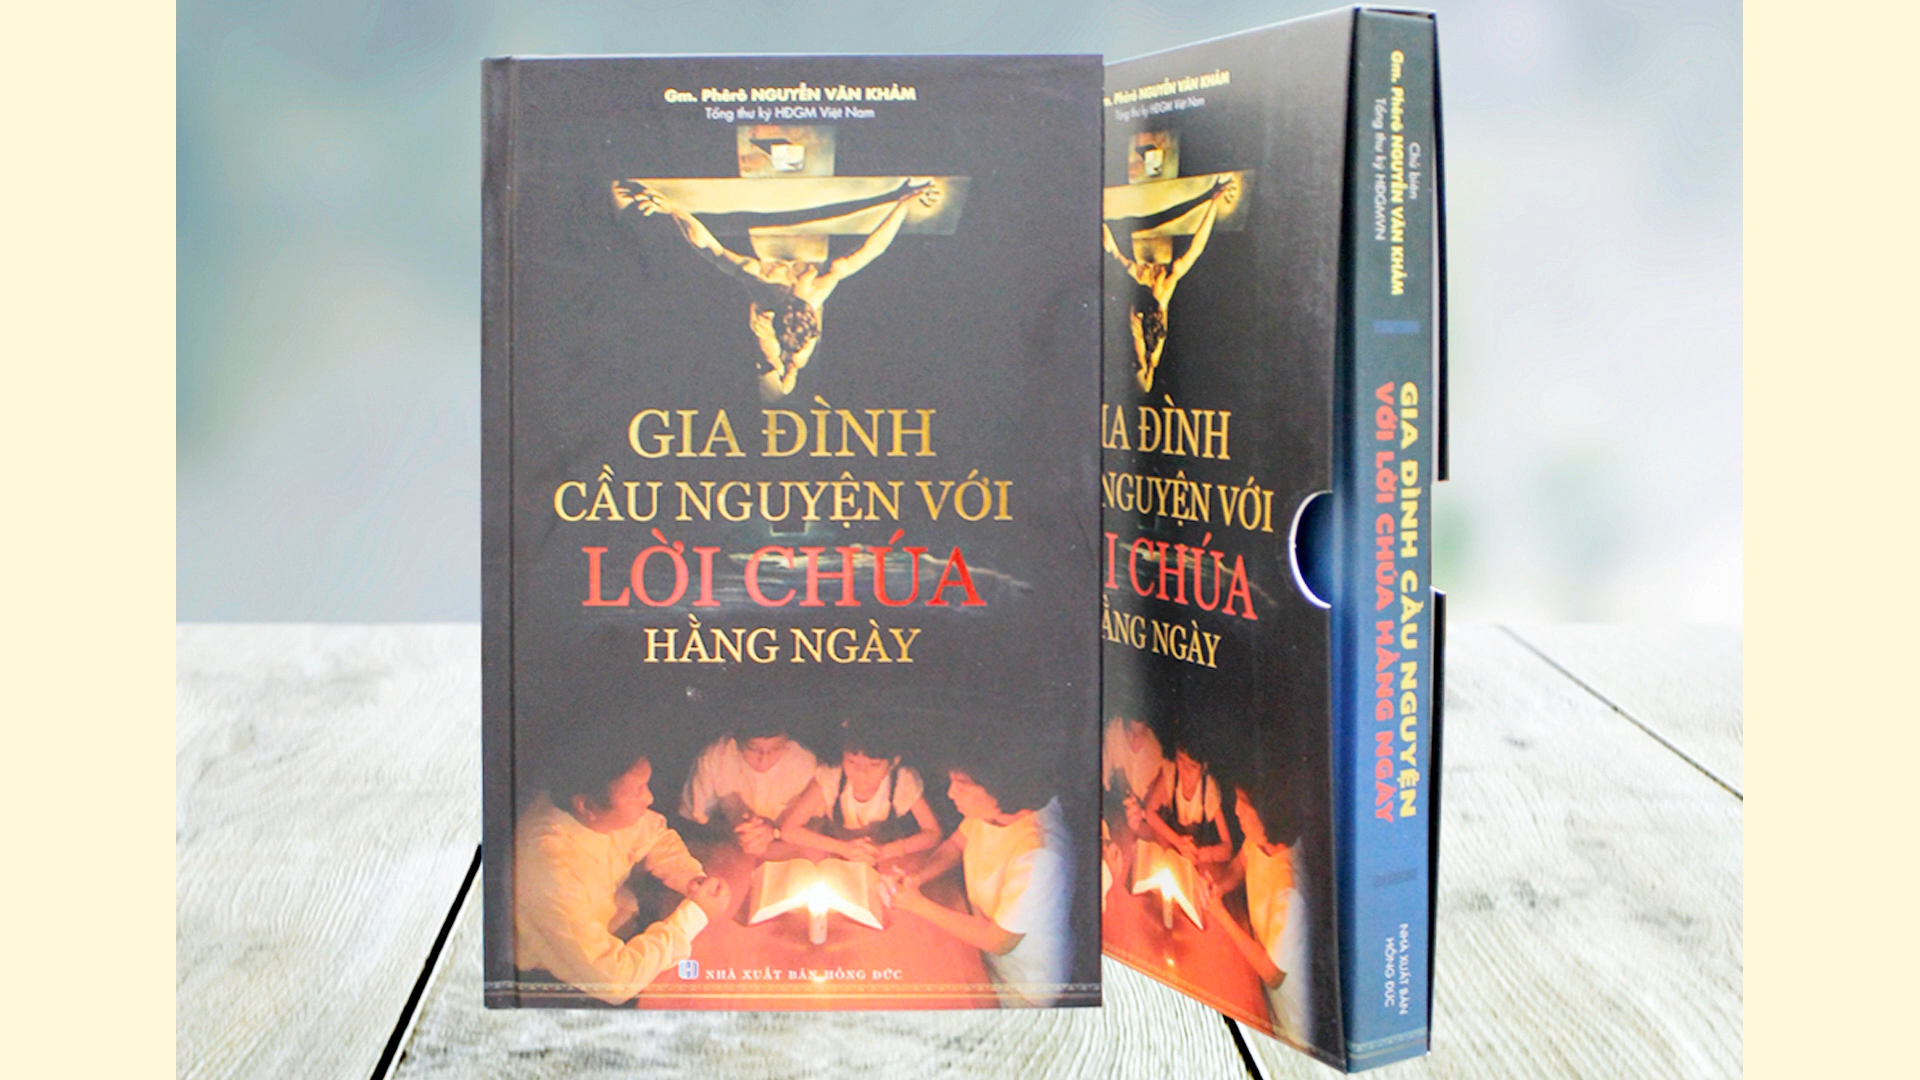 Gm. Phêrô NGUYỄN VĂN KHẢM
Tổng thư ký HĐGM Việt Nam
GIA ĐÌNH
CẦU NGUYỆN VỚI
LỜI CHÚA
HẰNG NGÀY
NHÀ XUẤT BẢN HỒNG ĐỨC
Phêrô NGUYỄN VĂN KHẢM
Tổng thư ký HĐGM Việt Nam
ĐÌNH
NGUYỆN VỚI
CHÚA
NGÀY
Chủ biên
Gm. Phêrô NGUYỄN VĂN KHẢM
Tổng thư ký HĐGMVN
GIA ĐÌNH CẦU NGUYỆN
VỚI LỜI CHÚA HẰNG NGÀY
NHÀ XUẤT BẢN
HỒNG ĐỨC